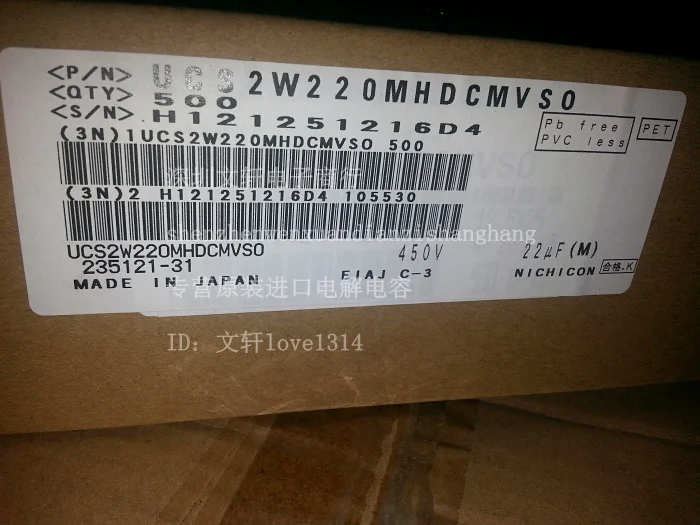 <P/N> UCS2W220MHDCMVS0
<QTY> 500
<S/N> H121251216D4
Pb free
PVC less
PET
(3N)1UCS2W220MHDCMVS0 500
(3N)2 H121251216D4 105530
shenzhenwenxuandianzishanghang
UCS2W220MHDCMVS0 450V 22μF(M)
235121-31
MADE IN JAPAN EIAJ C-3 NICHICON 合格.K
专营原装进口电解电容
ID: 文轩love1314